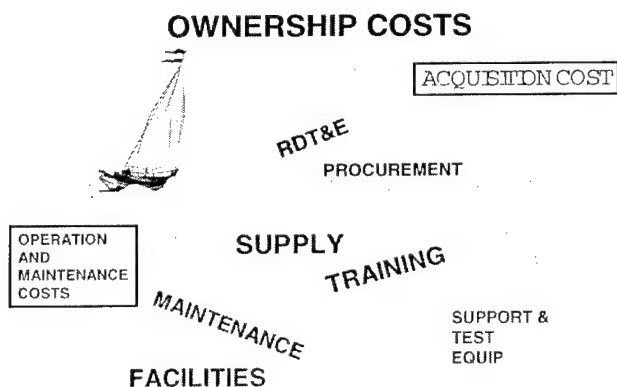 OWNERSHIP COSTS
ACQUISITION COST
RDT&E
PROCUREMENT
OPERATION
AND
MAINTENANCE
COSTS
SUPPLY
TRAINING
MAINTENANCE
SUPPORT &
TEST
EQUIP
FACILITIES